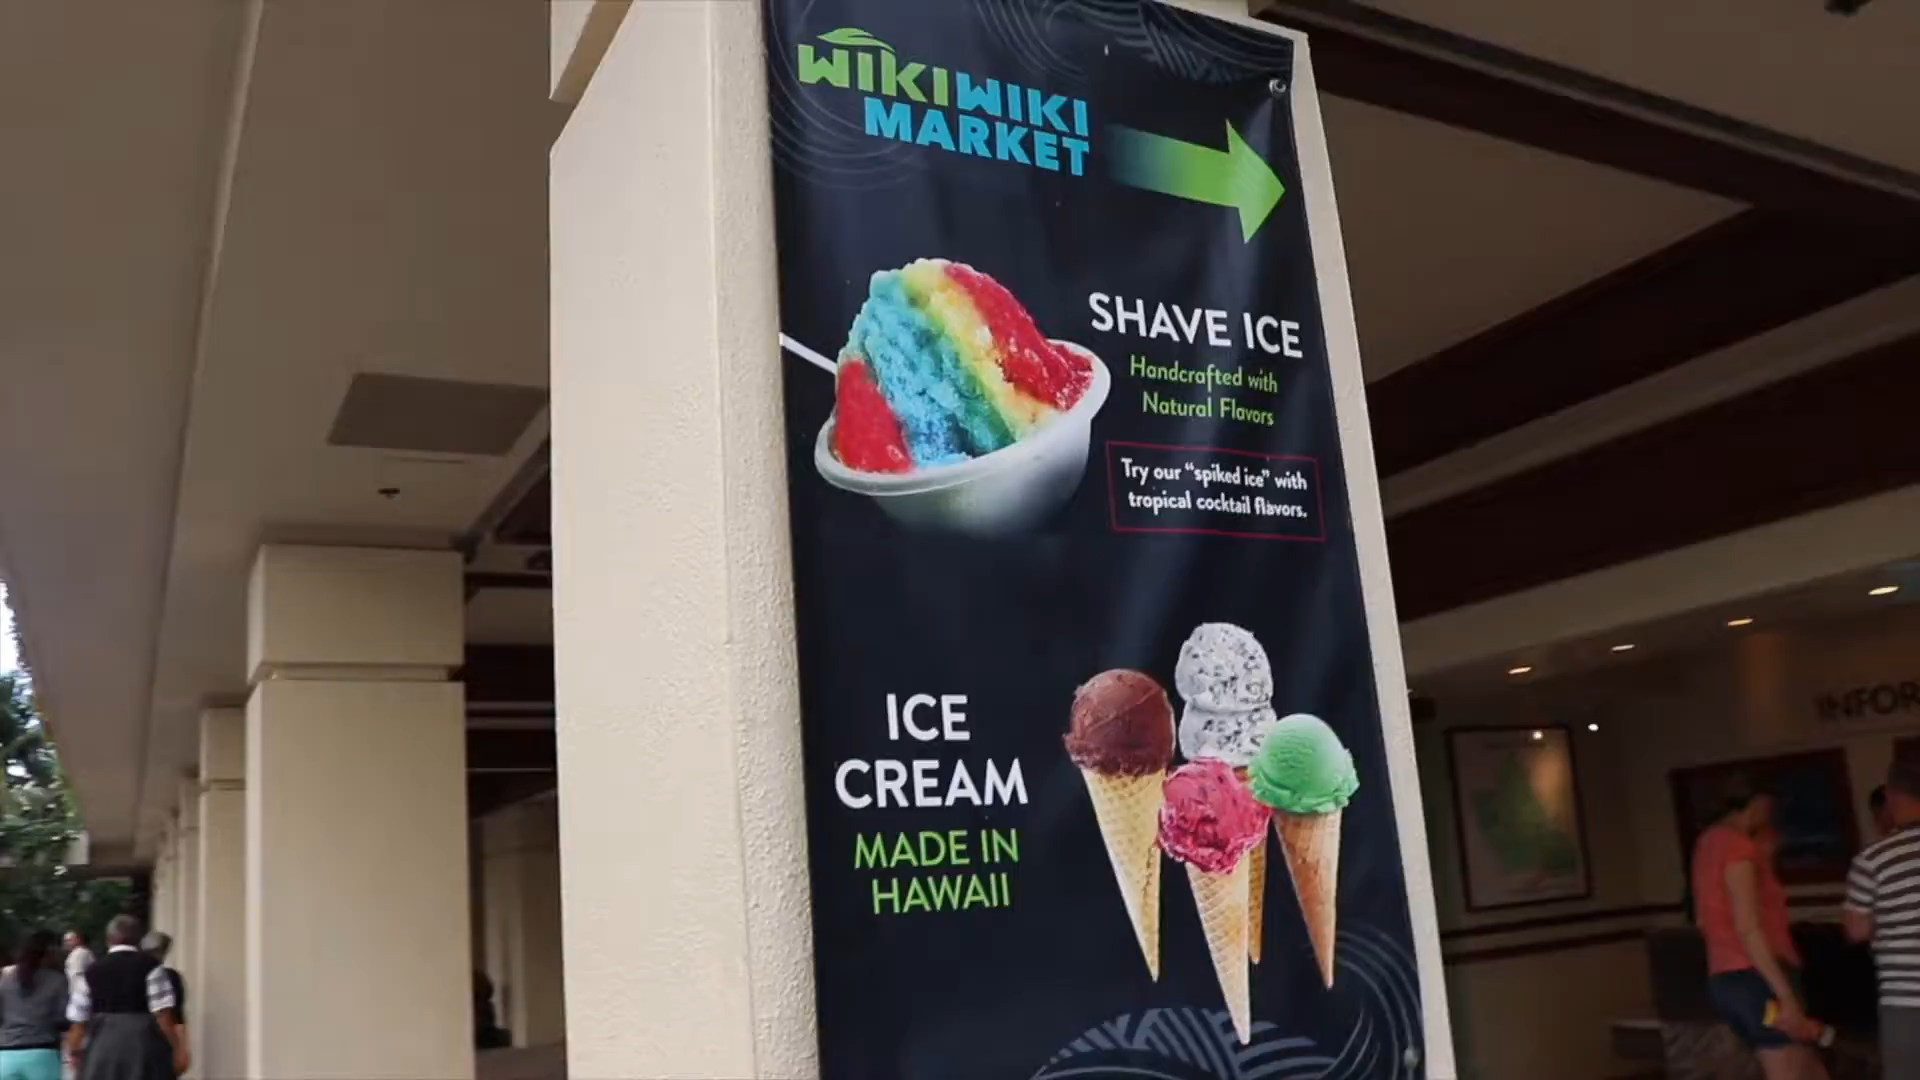 WIKIWIKI
MARKET
SHAVE ICE
Handcrafted with
Natural Flavors
Try our “spiked ice” with
tropical cocktail flavors.
ICE
CREAM
MADE IN
HAWAII
INFOR